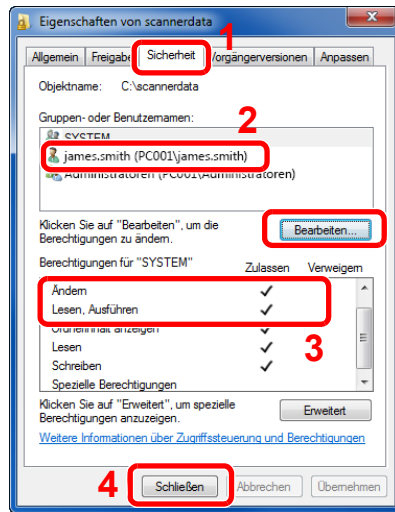 Eigenschaften von scannerdata
1
Allgemein Freigabe Sicherheit Vorgängerversionen Anpassen
Objektname: C:\scannerdata
Gruppen- oder Benutzernamen:
2
SYSTEM
james.smith (PC001\james.smith)
Administratoren (PC001\Administratoren)
Klicken Sie auf "Bearbeiten", um die
Berechtigungen zu ändern.
Bearbeiten...
Berechtigungen für "SYSTEM" Zulassen Verweigern
Ändern
Lesen, Ausführen
Ordnerinhalt anzeigen
3
Lesen
Schreiben
Spezielle Berechtigungen
Klicken Sie auf "Erweitert", um spezielle
Berechtigungen anzuzeigen.
Erweitert
Weitere Informationen über Zugriffssteuerung und Berechtigungen
4
Schließen Abbrechen Übernehmen